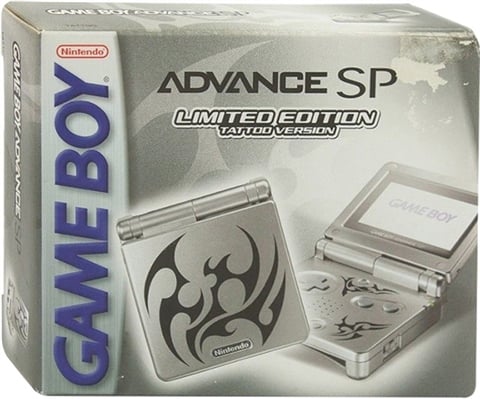 Nintendo
GAME BOY
ADVANCE SP
LIMITED EDITION
TATTOO VERSION
GAME BOY ADVANCE SP
GAME BOY
Nintendo